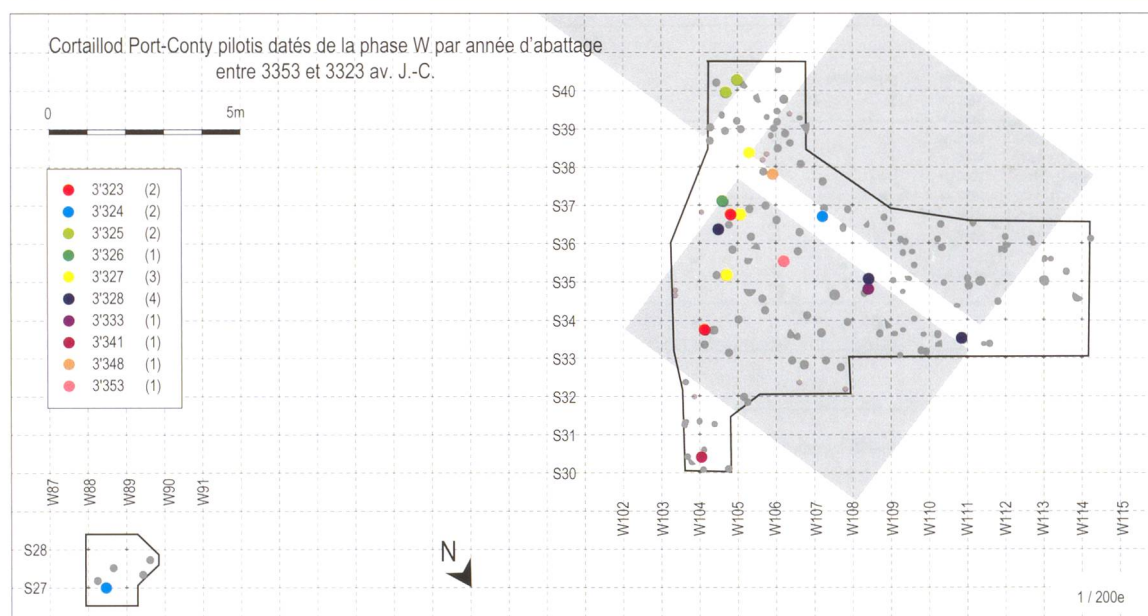 Cortaillod Port-Conty pilotis datés de la phase W par année d'abattage
entre 3353 et 3323 av. J.-C.
0 5m
3'323 (2)
3'324 (2)
3'325 (2)
3'326 (1)
3'327 (3)
3'328 (4)
3'333 (1)
3'341 (1)
3'348 (1)
3'353 (1)
S40
S39
S38
S37
S36
S35
S34
S33
S32
S31
S30
W87 W88 W89 W90 W91
W102 W103 W104 W105 W106 W107 W108 W109 W110 W111 W112 W113 W114 W115
S28
S27
N
1 / 200e